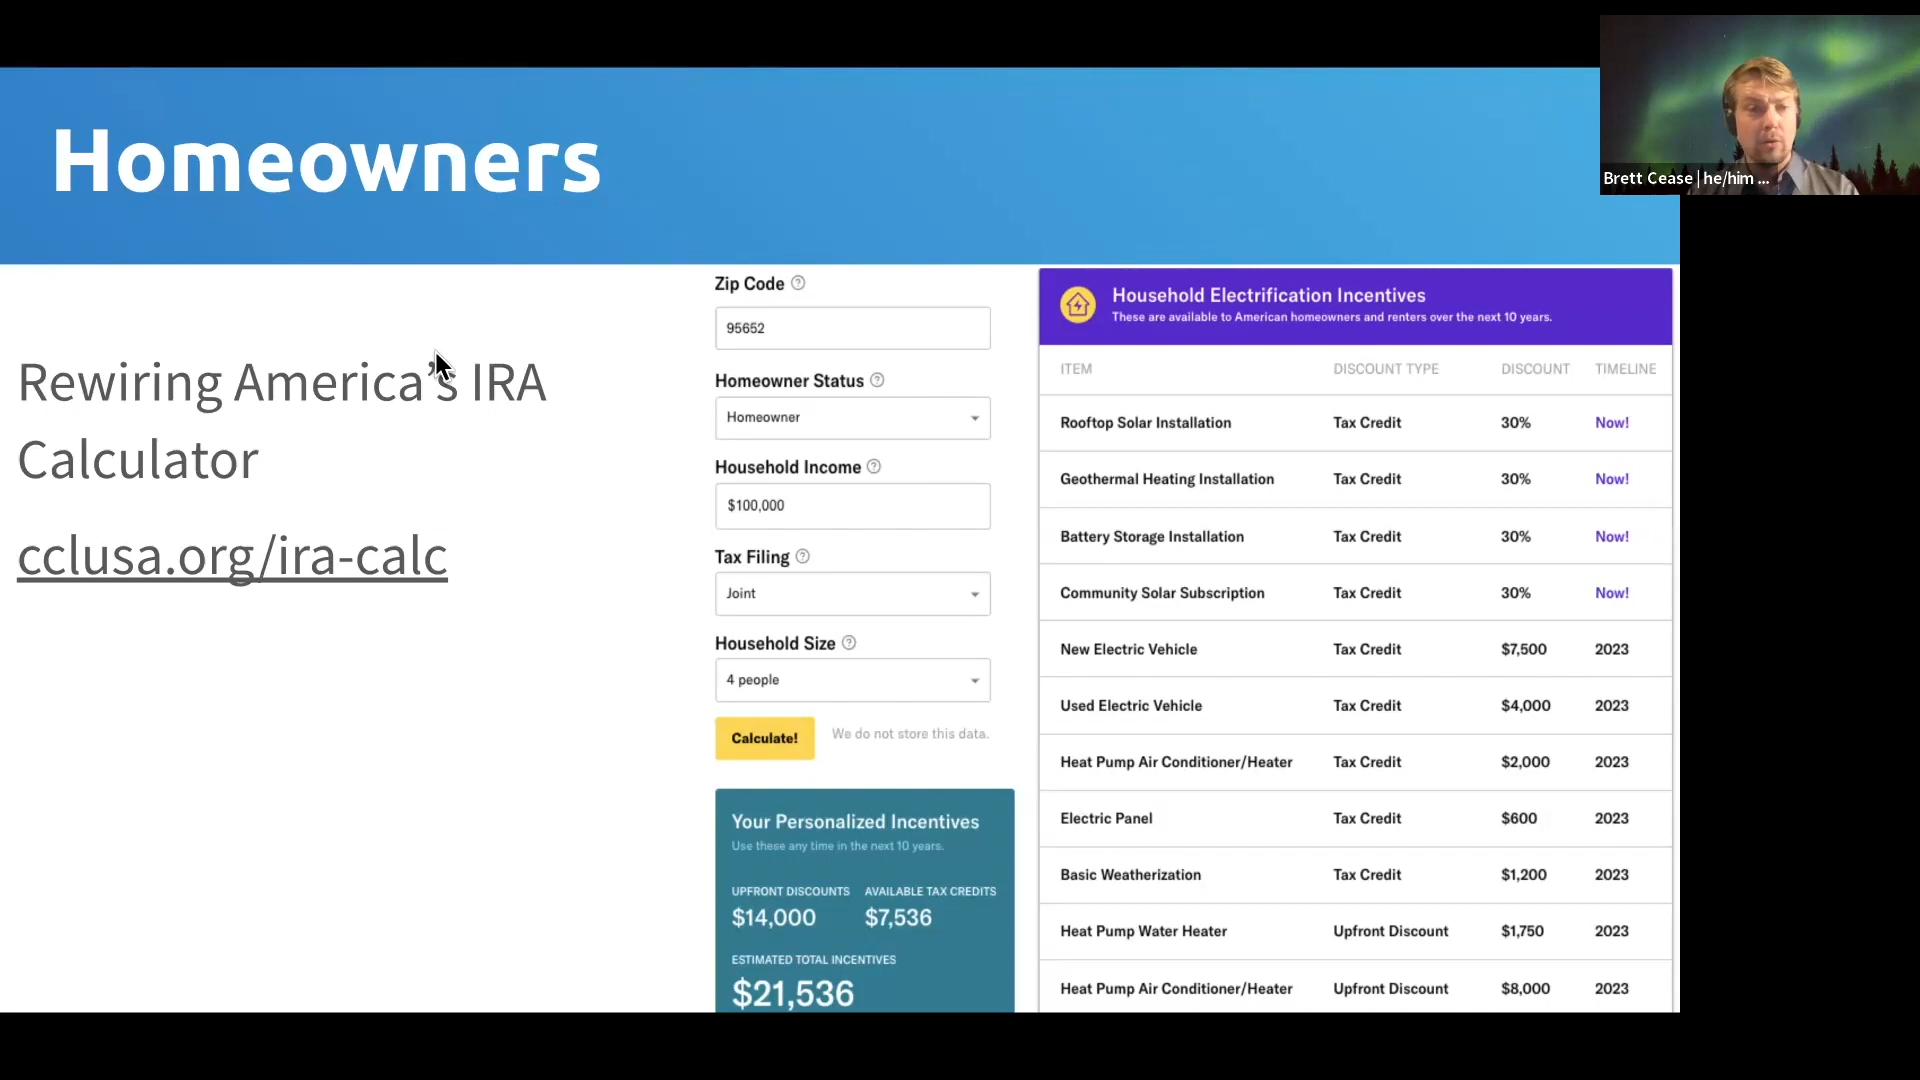 Homeowners
Brett Cease | he/him ...
Rewiring America's IRA
Calculator
cclusa.org/ira-calc
Zip Code
95652
Homeowner Status
Homeowner
Household Income
$100,000
Tax Filing
Joint
Household Size
4 people
Calculate! We do not store this data.
Your Personalized Incentives
Use these any time in the next 10 years.
UPFRONT DISCOUNTS AVAILABLE TAX CREDITS
$14,000 $7,536
ESTIMATED TOTAL INCENTIVES
$21,536
Household Electrification Incentives
These are available to American homeowners and renters over the next 10 years.
ITEM DISCOUNT TYPE DISCOUNT TIMELINE
Rooftop Solar Installation Tax Credit 30% Now!
Geothermal Heating Installation Tax Credit 30% Now!
Battery Storage Installation Tax Credit 30% Now!
Community Solar Subscription Tax Credit 30% Now!
New Electric Vehicle Tax Credit $7,500 2023
Used Electric Vehicle Tax Credit $4,000 2023
Heat Pump Air Conditioner/Heater Tax Credit $2,000 2023
Electric Panel Tax Credit $600 2023
Basic Weatherization Tax Credit $1,200 2023
Heat Pump Water Heater Upfront Discount $1,750 2023
Heat Pump Air Conditioner/Heater Upfront Discount $8,000 2023